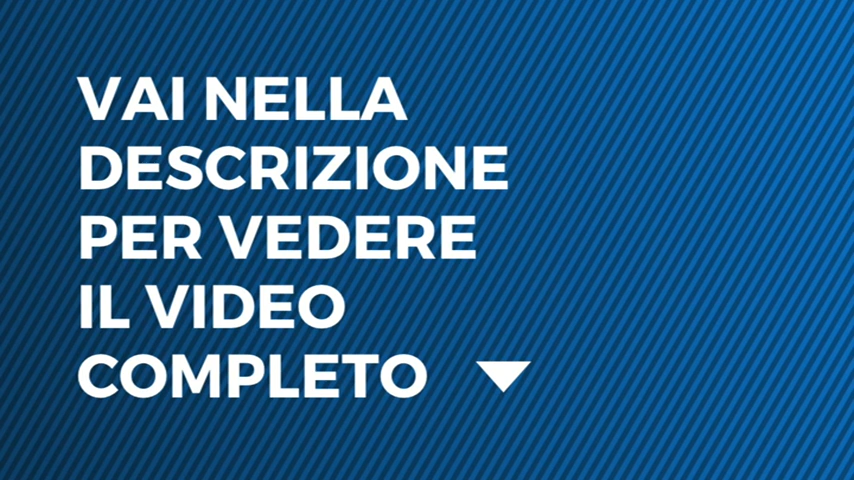 VAI NELLA
DESCRIZIONE
PER VEDERE
IL VIDEO
COMPLETO